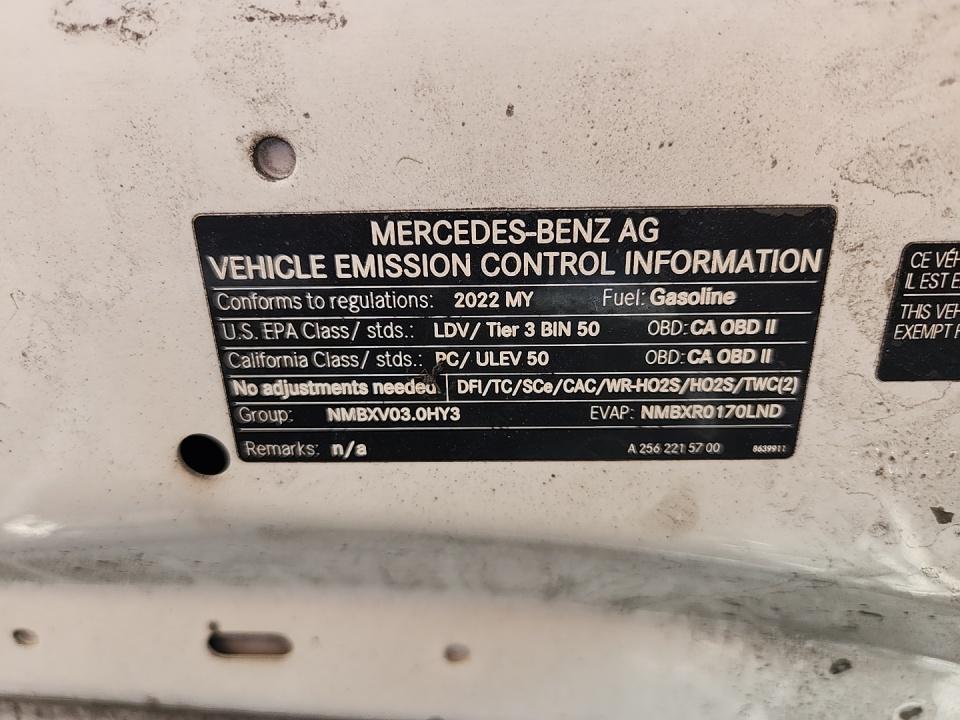 MERCEDES-BENZ AG
VEHICLE EMISSION CONTROL INFORMATION
Conforms to regulations: 2022 MY Fuel: Gasoline
U.S. EPA Class/ stds.: LDV/ Tier 3 BIN 50 OBD: CA OBD II
California Class/ stds.: PC/ ULEV 50 OBD: CA OBD II
No adjustments needed DFI/TC/SCe/CAC/WR-HO2S/HO2S/TWC(2)
Group: NMBXV03.0HY3 EVAP: NMBXR0170LND
Remarks: n/a A 256 221 57 00 8639911
CE VÉH
IL EST E
THIS VEH
EXEMPT F